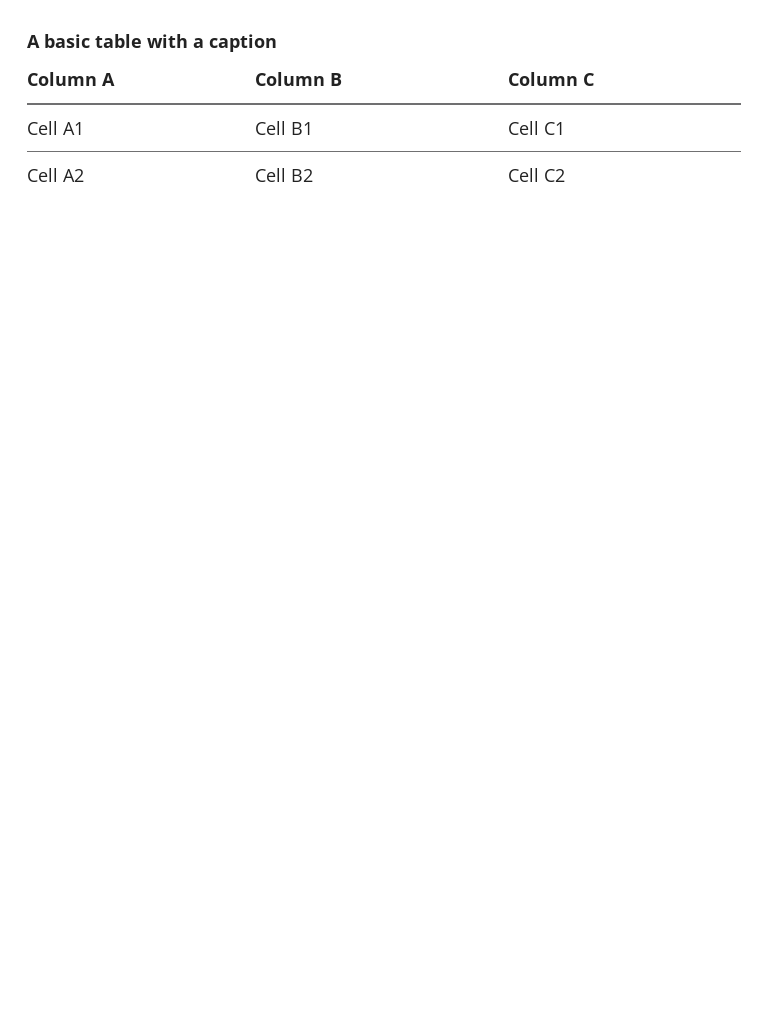 A basic table with a caption
Column A Column B Column C
Cell A1 Cell B1 Cell C1
Cell A2 Cell B2 Cell C2